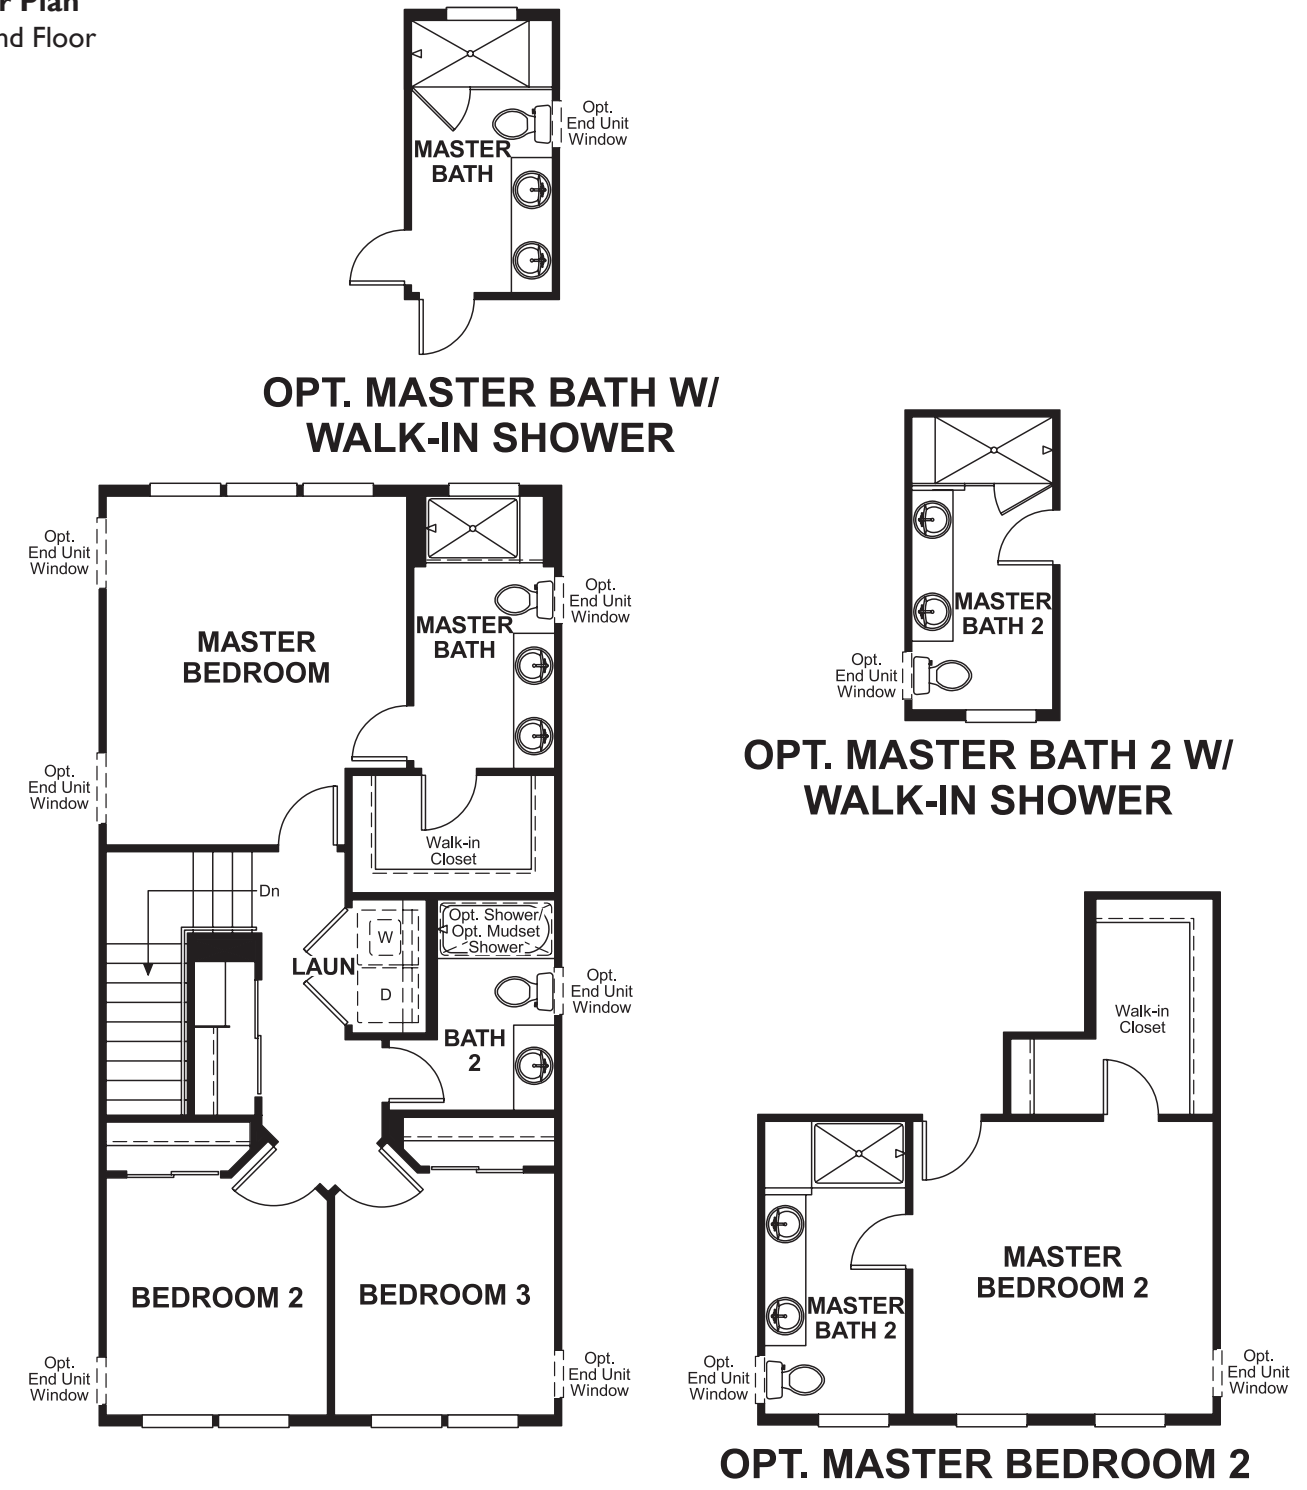 r Plan
nd Floor
Opt.
End Unit
Window
MASTER
BATH
OPT. MASTER BATH W/
WALK-IN SHOWER
Opt.
End Unit
Window
MASTER
BEDROOM
MASTER
BATH
Opt.
End Unit
Window
Opt.
End Unit
Window
Walk-in
Closet
Dn
W
LAUN
D
Opt. Shower/
Opt. Mudset
Shower
Opt.
End Unit
Window
BATH
2
BEDROOM 2
BEDROOM 3
Opt.
End Unit
Window
Opt.
End Unit
Window
MASTER
BATH 2
Opt.
End Unit
Window
OPT. MASTER BATH 2 W/
WALK-IN SHOWER
Walk-in
Closet
MASTER
BEDROOM 2
MASTER
BATH 2
Opt.
End Unit
Window
Opt.
End Unit
Window
OPT. MASTER BEDROOM 2